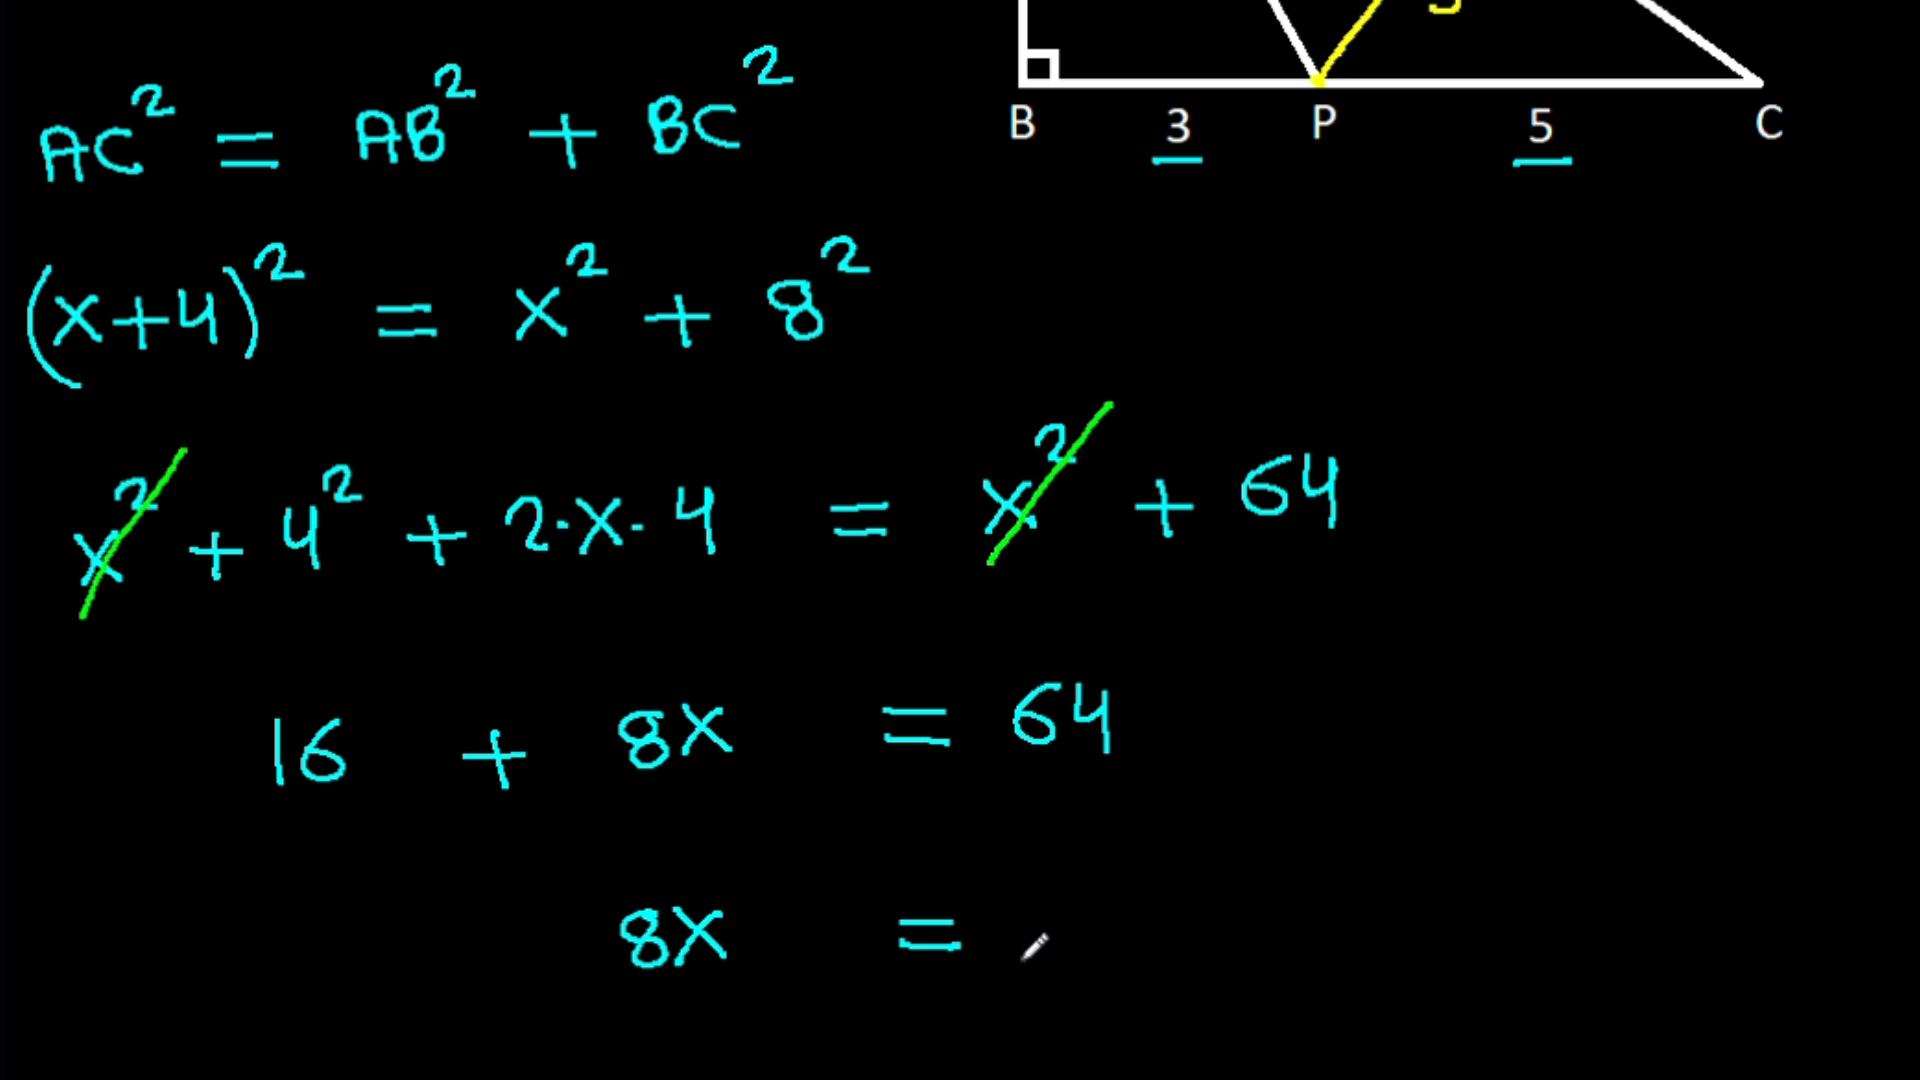 AC² = AB² + BC²
B 3 P 5 C
(x+4)² = x² + 8²
x² + 4² + 2·x·4 = x² + 64
16 + 8x = 64
8x =